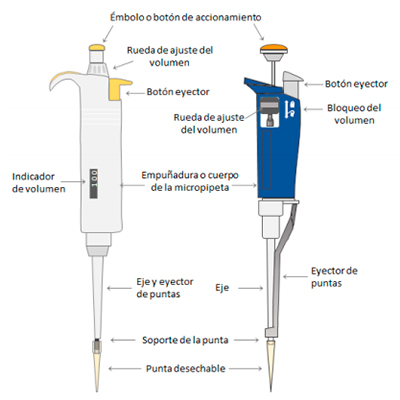 Émbolo o botón de accionamiento
Rueda de ajuste del
volumen
Botón eyector
Botón eyector
Rueda de ajuste
del volumen
Bloqueo del
volumen
Indicador
de volumen
100
Empuñadura o cuerpo
de la micropipeta
Eje y eyector
de puntas
Eje
Eyector de
puntas
Soporte de la punta
Punta desechable